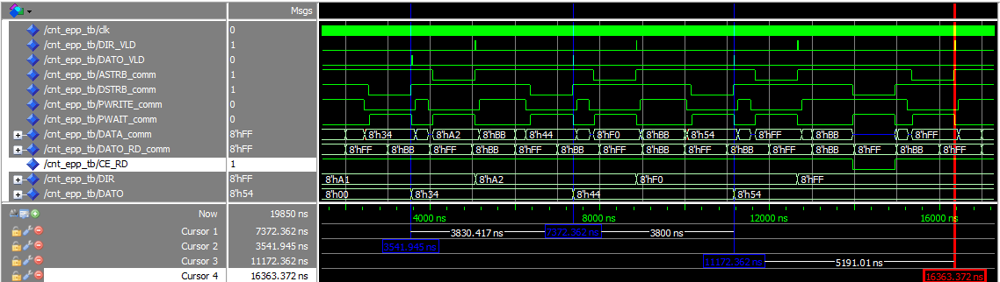 Msgs
/cnt_epp_tb/clk 0
/cnt_epp_tb/DIR_VLD 1
/cnt_epp_tb/DATO_VLD 0
/cnt_epp_tb/ASTRB_comm 1
/cnt_epp_tb/DSTRB_comm 1
/cnt_epp_tb/PWRITE_comm 0
/cnt_epp_tb/PWAIT_comm 0
/cnt_epp_tb/DATA_comm 8'hFF 8'h34 8'hA2 8'hBB 8'h44 8'hF0 8'hBB 8'h54 8'hFF 8'hBB 8'hFF
/cnt_epp_tb/DATO_RD_comm 8'hFF 8'hFF 8'hBB 8'hFF 8'hBB 8'hFF 8'hBB 8'hFF 8'hBB 8'hFF 8'hBB 8'hFF 8'hBB 8'hFF 8'hBB 8'hFF
/cnt_epp_tb/CE_RD 1
/cnt_epp_tb/DIR 8'hFF 8'hA1 8'hA2 8'hF0 8'hFF
/cnt_epp_tb/DATO 8'h54 8'h00 8'h34 8'h44 8'h54
Now 19850 ns 4000 ns 8000 ns 12000 ns 16000 ns
Cursor 1 7372.362 ns 3830.417 ns 7372.362 ns 3800 ns
Cursor 2 3541.945 ns 3541.945 ns
Cursor 3 11172.362 ns 11172.362 ns 5191.01 ns
Cursor 4 16363.372 ns 16363.372 ns